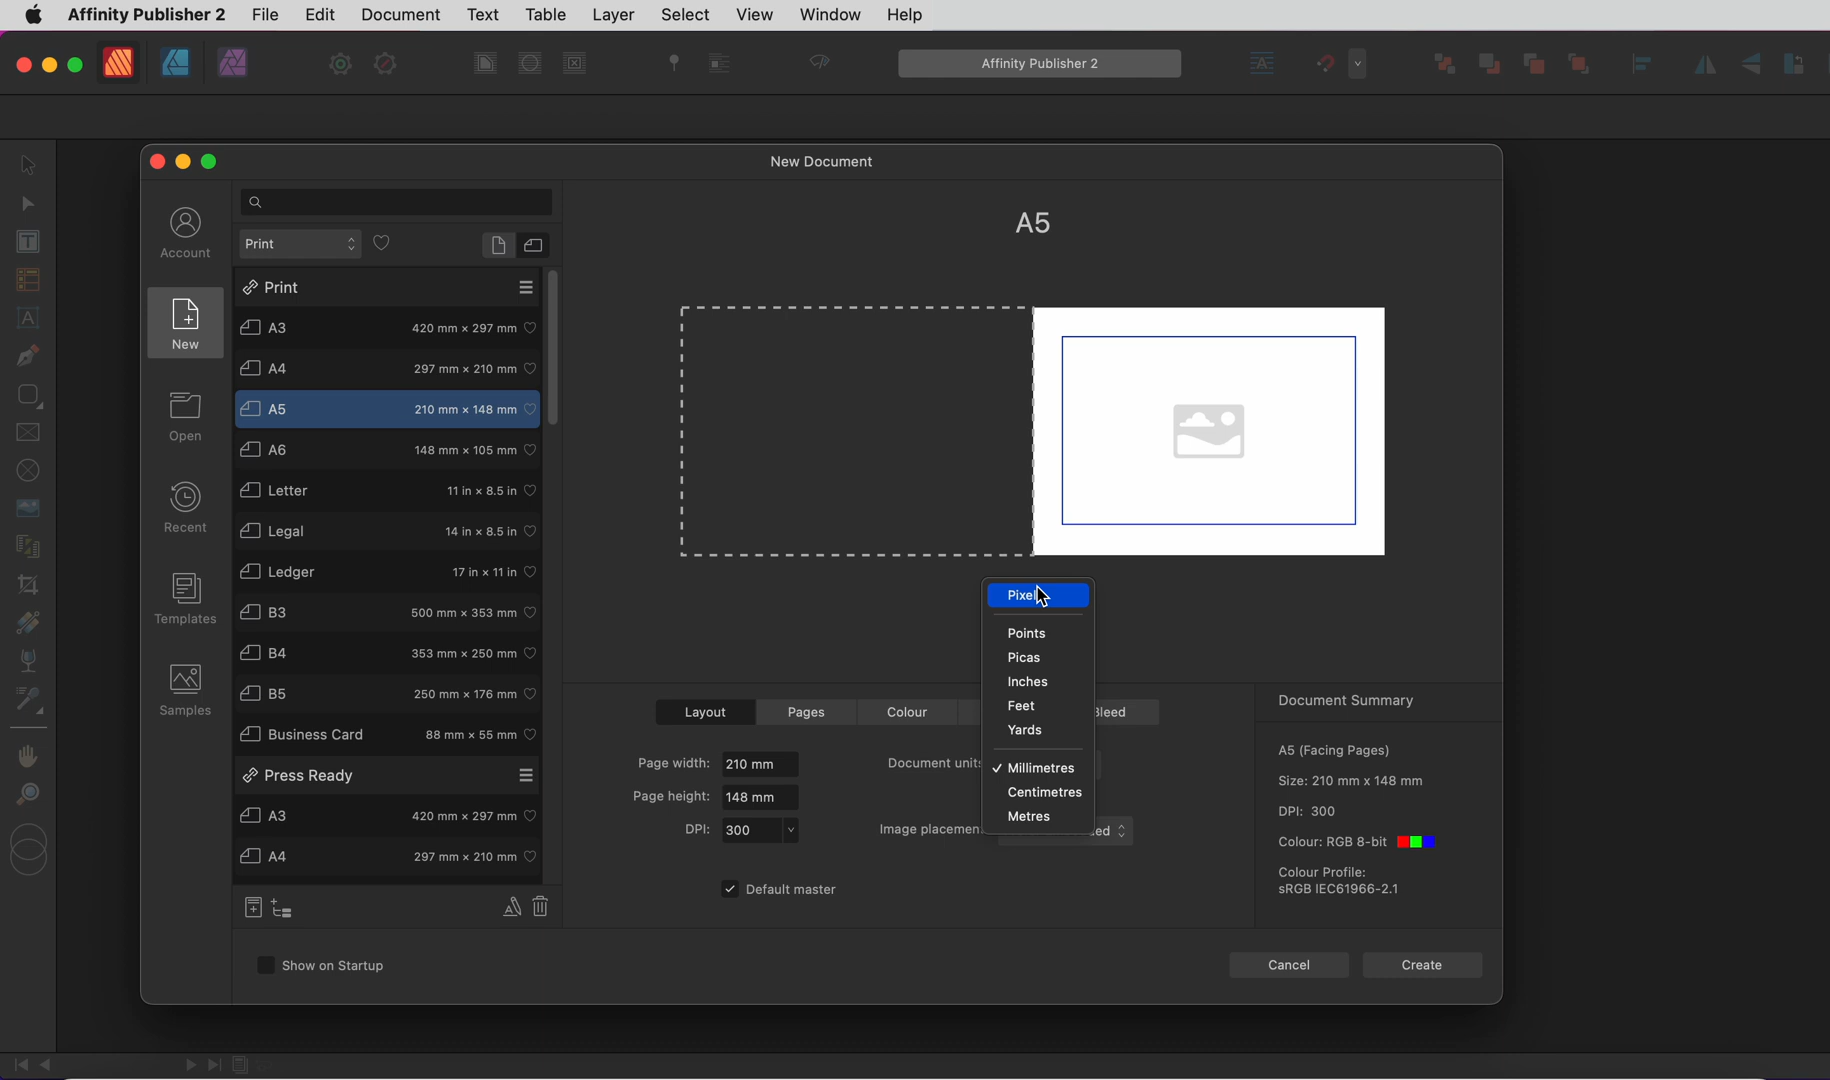 Affinity Publisher 2 File Edit Document Text Table Layer Select View Window Help
Affinity Publisher 2
New Document
Account
New
Open
Recent
Templates
Samples
Print
Print
A3 420 mm × 297 mm
A4 297 mm × 210 mm
A5 210 mm × 148 mm
A6 148 mm × 105 mm
Letter 11 in × 8.5 in
Legal 14 in × 8.5 in
Ledger 17 in × 11 in
B3 500 mm × 353 mm
B4 353 mm × 250 mm
B5 250 mm × 176 mm
Business Card 88 mm × 55 mm
Press Ready
A3 420 mm × 297 mm
A4 297 mm × 210 mm
Show on Startup
A5
Pixel
Points
Picas
Inches
Feet
Yards
✓ Millimetres
Centimetres
Metres
Layout Pages Colour Bleed
Page width: 210 mm
Page height: 148 mm
DPI: 300
Document units
Image placemen ed
Default master
Document Summary
A5 (Facing Pages)
Size: 210 mm x 148 mm
DPI: 300
Colour: RGB 8-bit
Colour Profile:
sRGB IEC61966-2.1
Cancel Create